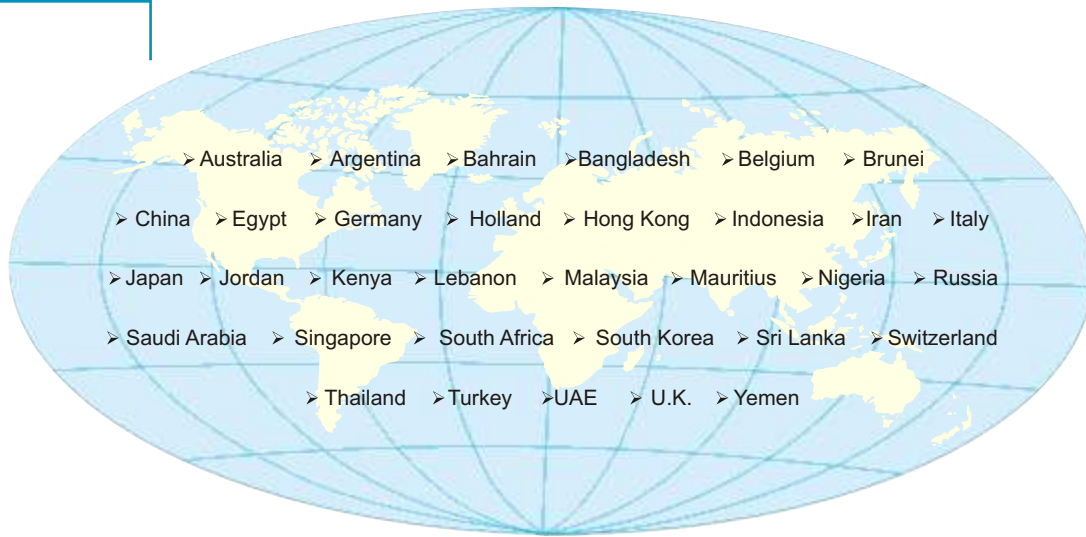 ➢ Australia ➢ Argentina ➢ Bahrain ➢ Bangladesh ➢ Belgium ➢ Brunei
➢ China ➢ Egypt ➢ Germany ➢ Holland ➢ Hong Kong ➢ Indonesia ➢ Iran ➢ Italy
➢ Japan ➢ Jordan ➢ Kenya ➢ Lebanon ➢ Malaysia ➢ Mauritius ➢ Nigeria ➢ Russia
➢ Saudi Arabia ➢ Singapore ➢ South Africa ➢ South Korea ➢ Sri Lanka ➢ Switzerland
➢ Thailand ➢ Turkey ➢ UAE ➢ U.K. ➢ Yemen